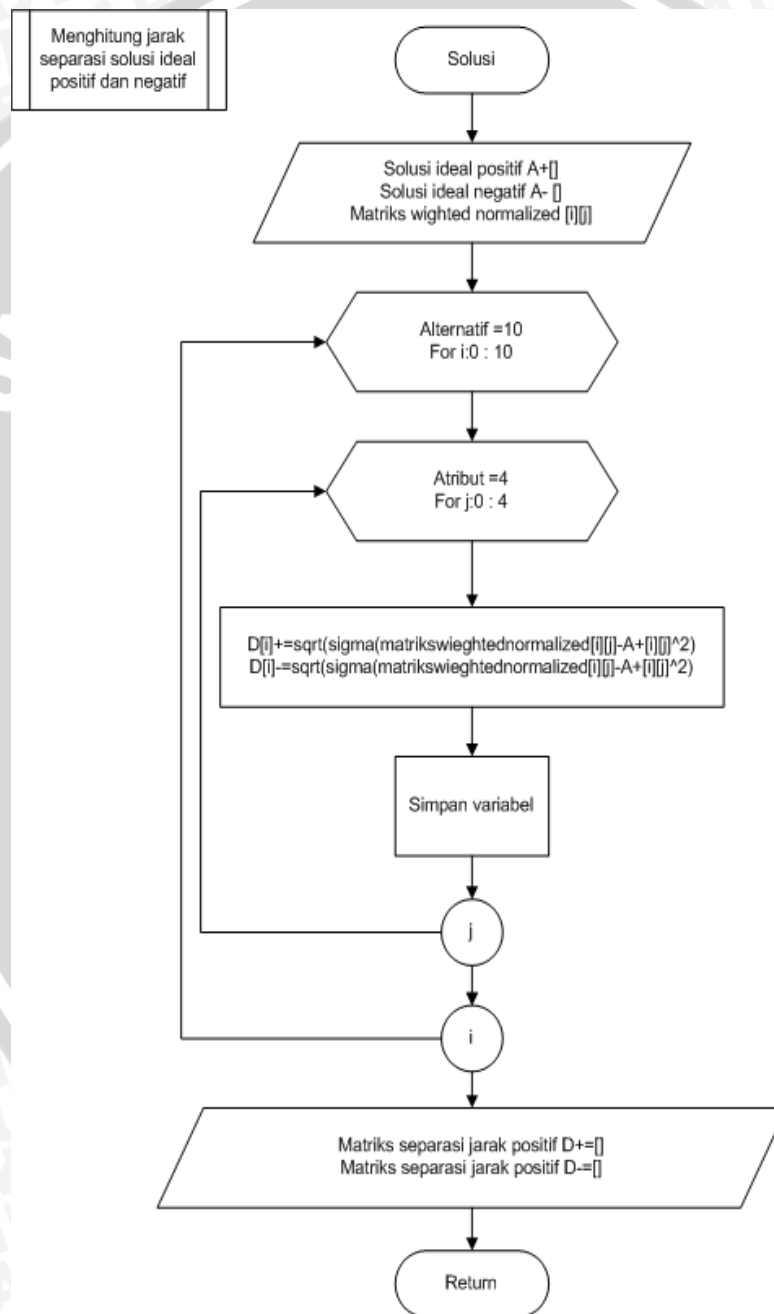 Menghitung jarak
separasi solusi ideal
positif dan negatif
Solusi
Solusi ideal positif A+[]
Solusi ideal negatif A- []
Matriks wighted normalized [i][j]
Alternatif =10
For i:0 : 10
Atribut =4
For j:0 : 4
D[i]+=sqrt(sigma(matrikswieghtednormalized[i][j]-A+[i][j]^2)
D[i]-=sqrt(sigma(matrikswieghtednormalized[i][j]-A+[i][j]^2)
Simpan variabel
j
i
Matriks separasi jarak positif D+=[]
Matriks separasi jarak positif D-=[]
Return